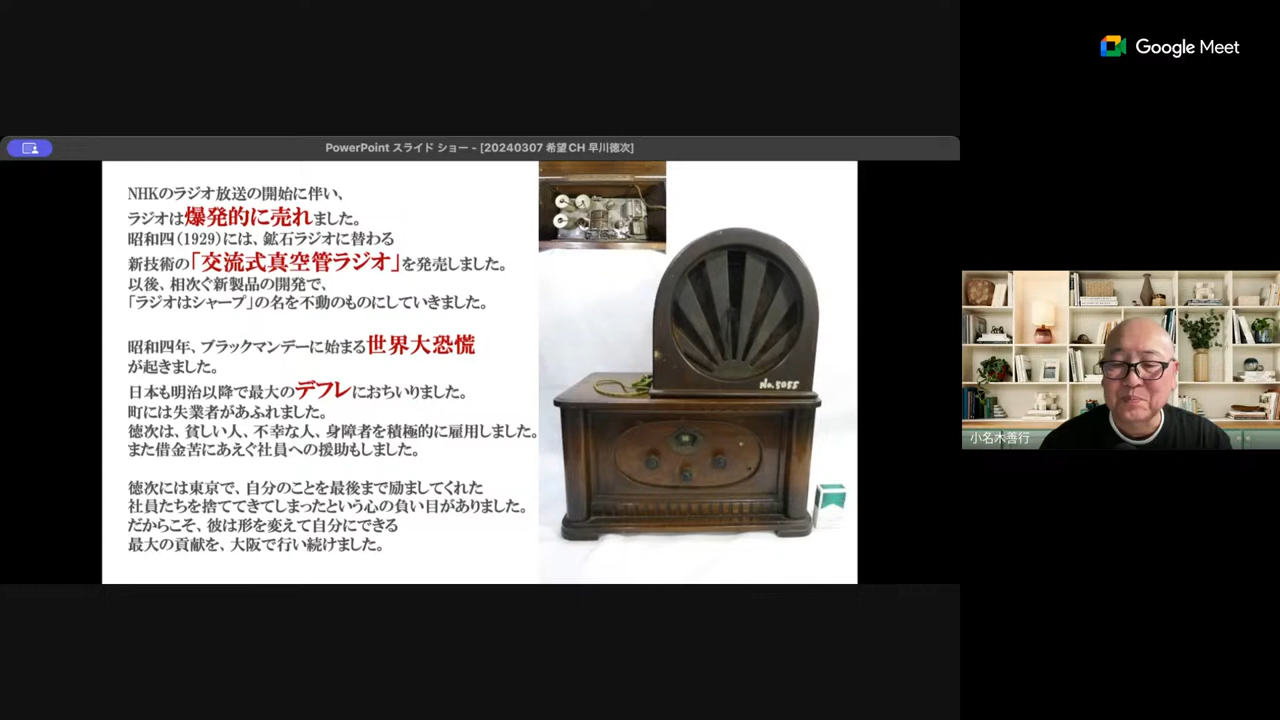 Google Meet
PowerPoint スライド ショー - [20240307 希望CH 早川徳次]
NHKのラジオ放送の開始に伴い、
ラジオは爆発的に売れました。
昭和四(1929)には、鉱石ラジオに替わる
新技術の「交流式真空管ラジオ」を発売しました。
以後、相次ぐ新製品の開発で、
「ラジオはシャープ」の名を不動のものにしていきました。
昭和四年、ブラックマンデーに始まる世界大恐慌
が起きました。
日本も明治以降で最大のデフレにおちいりました。
町には失業者があふれました。
徳次は、貧しい人、不幸な人、身障者を積極的に雇用しました。
また借金苦にあえぐ社員への援助もしました。
徳次には東京で、自分のことを最後まで励ましてくれた
社員たちを捨ててきてしまったという心の負い目がありました。
だからこそ、彼は形を変えて自分にできる
最大の貢献を、大阪で行い続けました。
No.5055
小名木善行